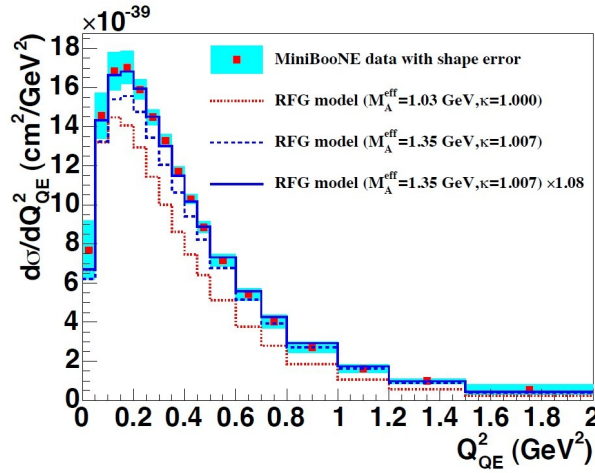 ×10⁻³⁹
18
16
14
12
10
8
6
4
2
0
dσ/dQ²_QE (cm²/GeV²)
MiniBooNE data with shape error
RFG model (M_A^eff=1.03 GeV,κ=1.000)
RFG model (M_A^eff=1.35 GeV,κ=1.007)
RFG model (M_A^eff=1.35 GeV,κ=1.007) ×1.08
0 0.2 0.4 0.6 0.8 1 1.2 1.4 1.6 1.8 2
Q²_QE (GeV²)